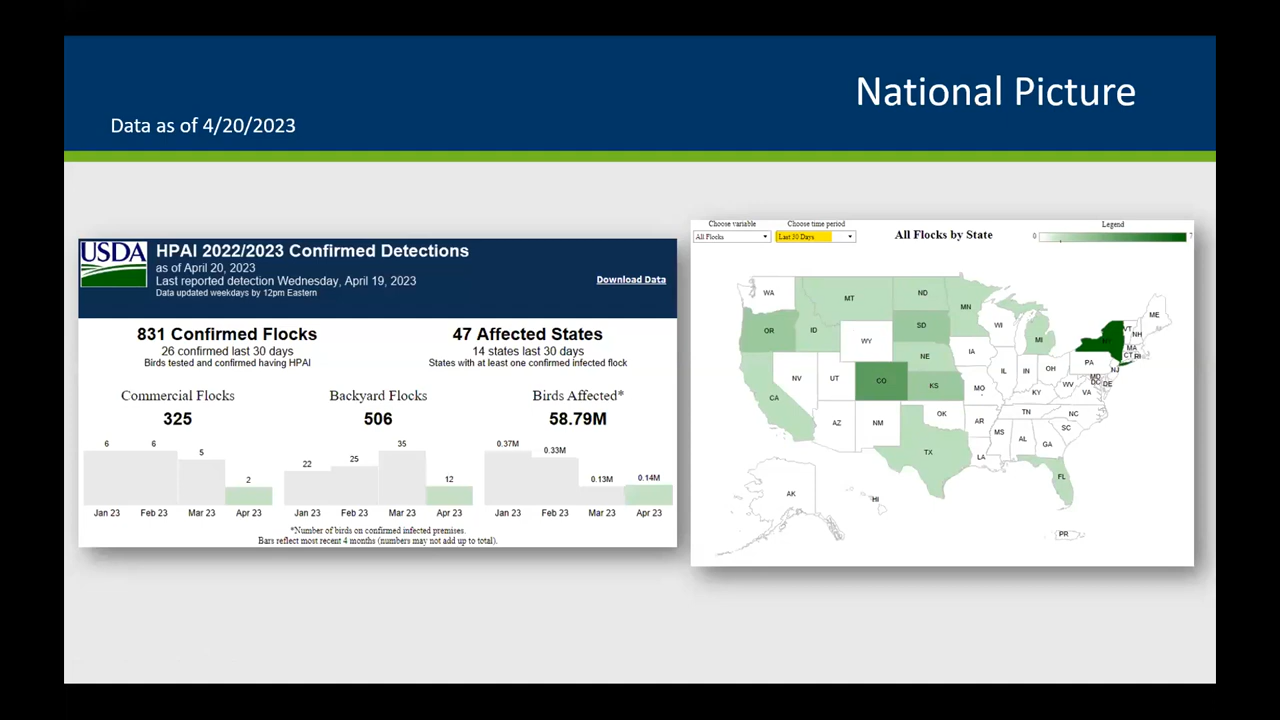 National Picture
Data as of 4/20/2023
USDA
HPAI 2022/2023 Confirmed Detections
as of April 20, 2023
Last reported detection Wednesday, April 19, 2023
Data updated weekdays by 12pm Eastern
Download Data
831 Confirmed Flocks
26 confirmed last 30 days
Birds tested and confirmed having HPAI
47 Affected States
14 states last 30 days
States with at least one confirmed infected flock
Commercial Flocks
325
6 6 5 2
Jan 23 Feb 23 Mar 23 Apr 23
Backyard Flocks
506
22 25 35 12
Jan 23 Feb 23 Mar 23 Apr 23
Birds Affected*
58.79M
0.37M 0.33M 0.13M 0.14M
Jan 23 Feb 23 Mar 23 Apr 23
*Number of birds on confirmed infected premises.
Bars reflect most recent 4 months (numbers may not add up to total).
Choose variable
All Flocks
Choose time period
Last 30 Days
All Flocks by State
Legend
0 7
WA MT ND MN WI ME
OR ID SD MI VT NH
WY NE IA MA CT RI
NV UT CO KS IL IN OH PA NJ
CA MO KY WV VA MD DC DE
AZ NM OK AR TN NC
TX LA MS AL GA SC
AK HI FL
PR